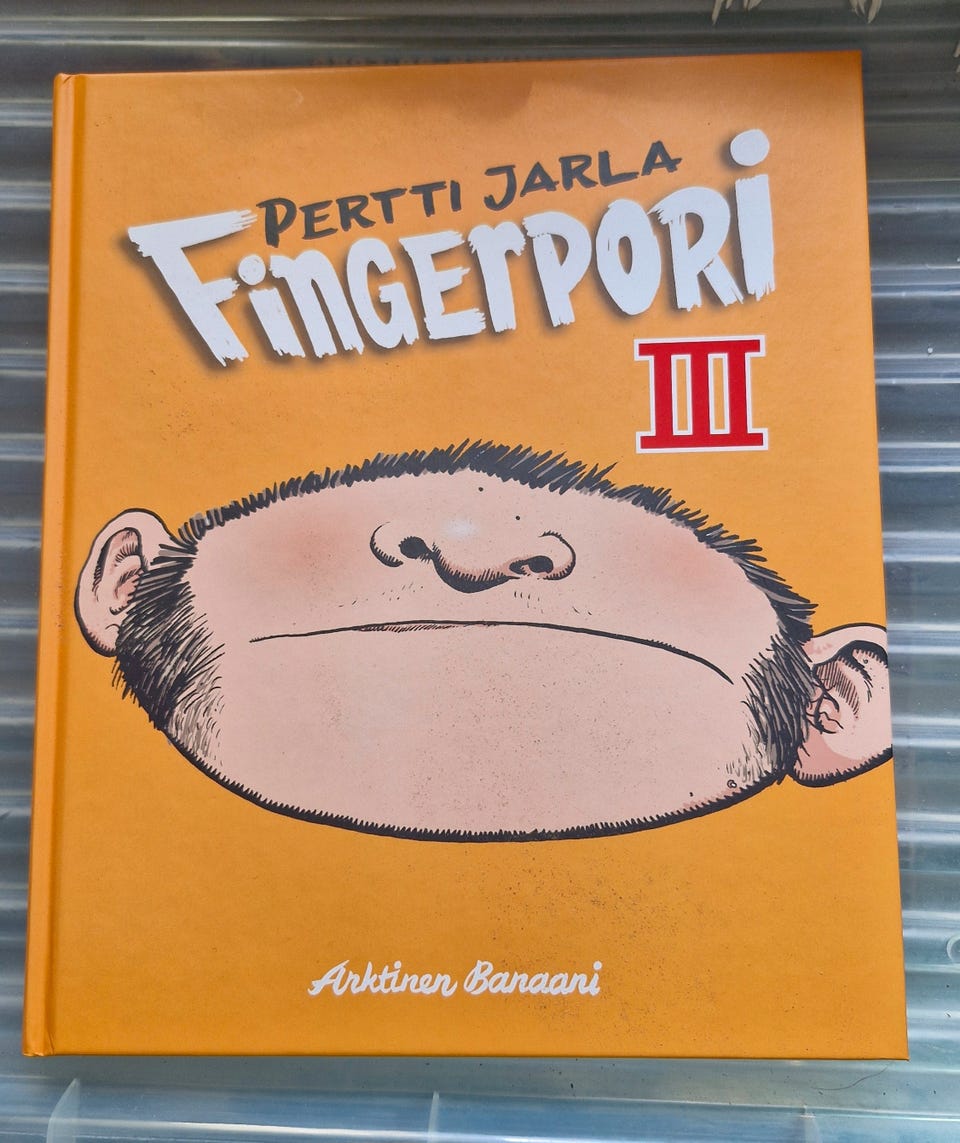 PERTTI JARLA
FiNGErPORi
III
Arktinen Banaani